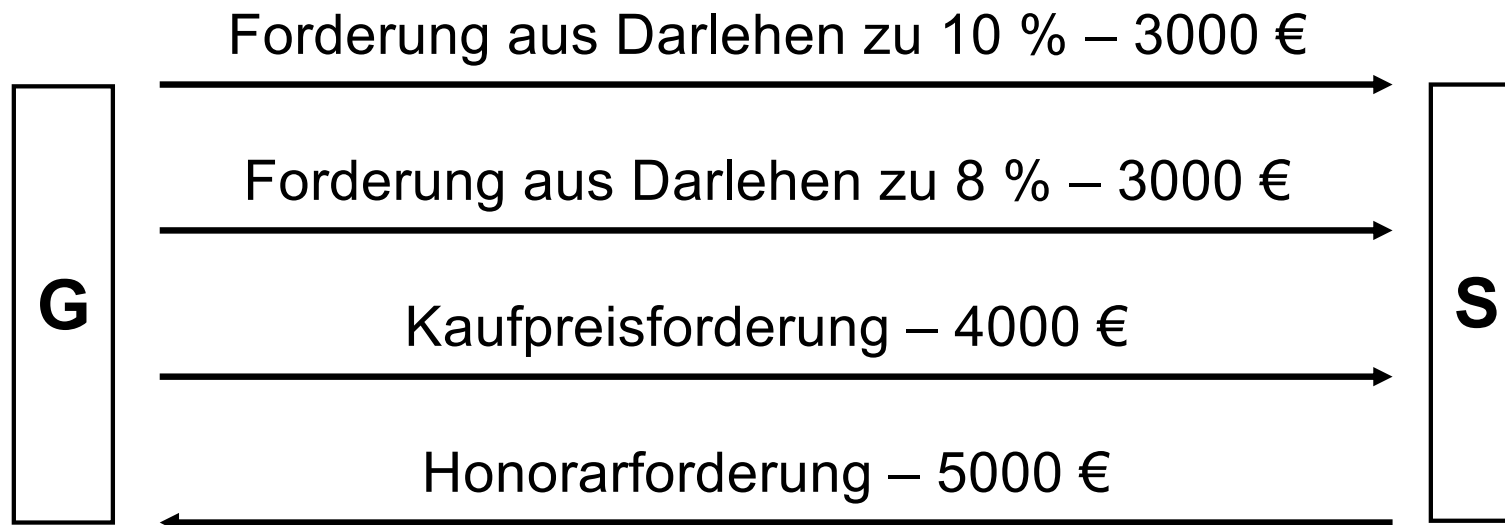 Forderung aus Darlehen zu 10 % – 3000 €
Forderung aus Darlehen zu 8 % – 3000 €
G
S
Kaufpreisforderung – 4000 €
Honorarforderung – 5000 €